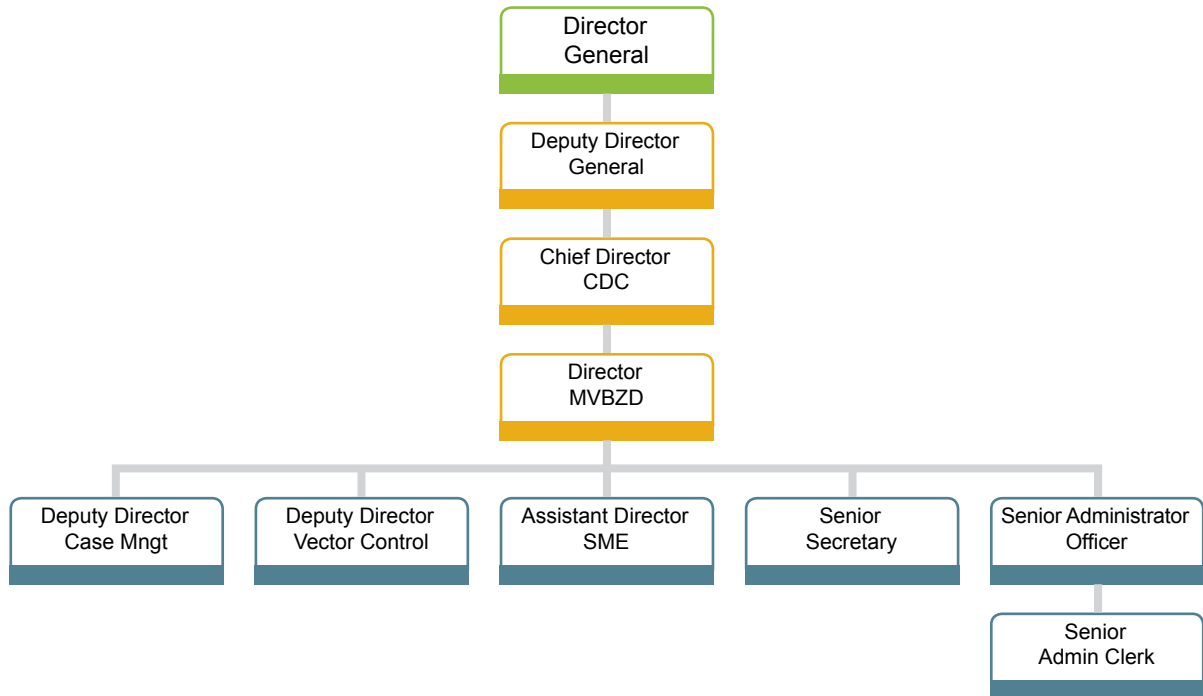 Director
General
Deputy Director
General
Chief Director
CDC
Director
MVBZD
Deputy Director
Case Mngt
Deputy Director
Vector Control
Assistant Director
SME
Senior
Secretary
Senior Administrator
Officer
Senior
Admin Clerk